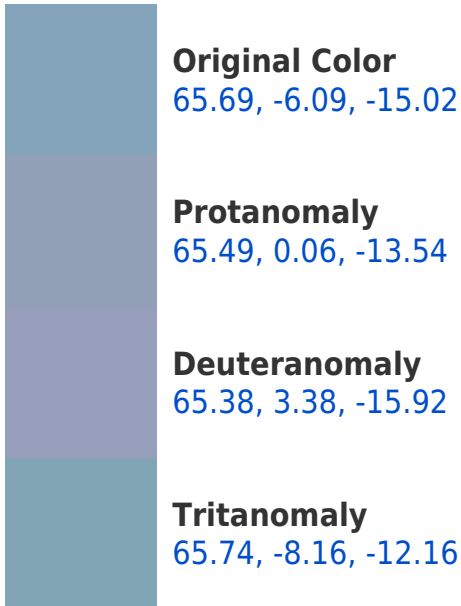 Original Color
65.69, -6.09, -15.02
Protanomaly
65.49, 0.06, -13.54
Deuteranomaly
65.38, 3.38, -15.92
Tritanomaly
65.74, -8.16, -12.16